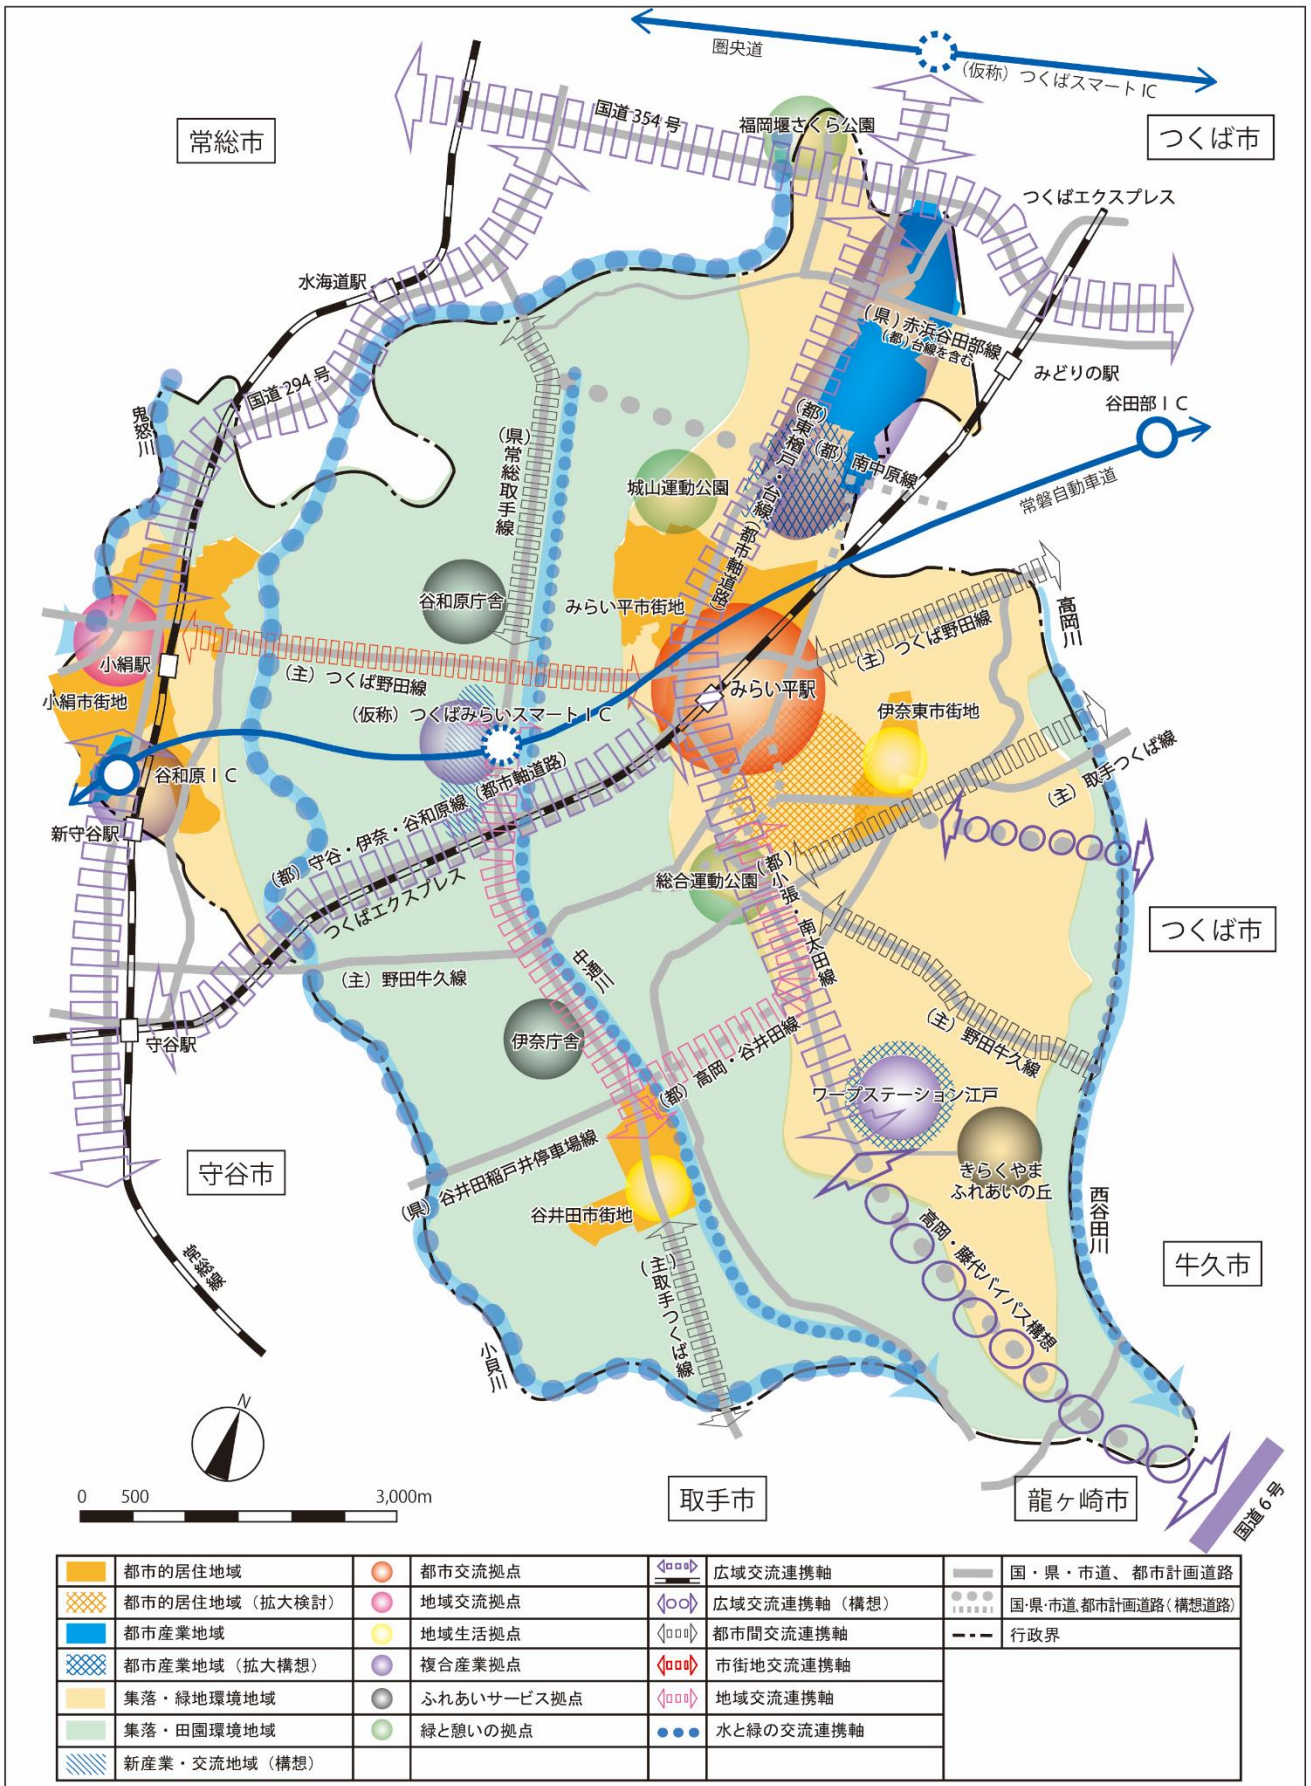 圏央道
(仮称)つくばスマートIC
国道354号
福岡堰さくら公園
常総市
つくば市
つくばエクスプレス
水海道駅
(県)赤浜谷田部線
(都)台線を含む
みどりの駅
国道294号
谷田部IC
鬼怒川
(県)常総取手線
(都)東楢戸・台線(都市軸道路)
(都)南中原線
城山運動公園
常磐自動車道
谷和原庁舎
みらい平市街地
高岡川
(主)つくば野田線
小絹駅
(主)つくば野田線
みらい平駅
小絹市街地
(仮称)つくばみらいスマートIC
伊奈東市街地
谷和原IC
(主)取手つくば線
新守谷駅
(都)守谷・伊奈・谷和原線(都市軸道路)
つくばエクスプレス
総合運動公園
(都)小張・南太田線
つくば市
(主)野田牛久線
中通川
守谷駅
伊奈庁舎
(都)高岡・谷井田線
(主)野田牛久線
ワープステーション江戸
守谷市
(県)谷井田稲戸井停車場線
きらくやま
ふれあいの丘
谷井田市街地
西谷田川
高岡・藤代バイパス構想
牛久市
常総線
(主)取手つくば線
小貝川
N
0 500 3,000m
取手市
龍ヶ崎市
国道6号
都市的居住地域 都市交流拠点 広域交流連携軸 国・県・市道、都市計画道路
都市的居住地域(拡大検討) 地域交流拠点 広域交流連携軸(構想) 国・県・市道、都市計画道路(構想道路)
都市産業地域 地域生活拠点 都市間交流連携軸 行政界
都市産業地域(拡大構想) 複合産業拠点 市街地交流連携軸
集落・緑地環境地域 ふれあいサービス拠点 地域交流連携軸
集落・田園環境地域 緑と憩いの拠点 水と緑の交流連携軸
新産業・交流地域(構想)